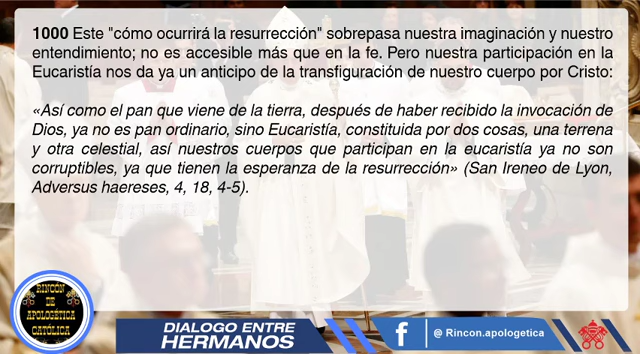 1000 Este "cómo ocurrirá la resurrección" sobrepasa nuestra imaginación y nuestro
entendimiento; no es accesible más que en la fe. Pero nuestra participación en la
Eucaristía nos da ya un anticipo de la transfiguración de nuestro cuerpo por Cristo:
«Así como el pan que viene de la tierra, después de haber recibido la invocación de
Dios, ya no es pan ordinario, sino Eucaristía, constituida por dos cosas, una terrena
y otra celestial, así nuestros cuerpos que participan en la eucaristía ya no son
corruptibles, ya que tienen la esperanza de la resurrección» (San Ireneo de Lyon,
Adversus haereses, 4, 18, 4-5).
RINCÓN
DE
APOLOGÉTICA
CATÓLICA
DIALOGO ENTRE
HERMANOS
f
@ Rincon.apologetica